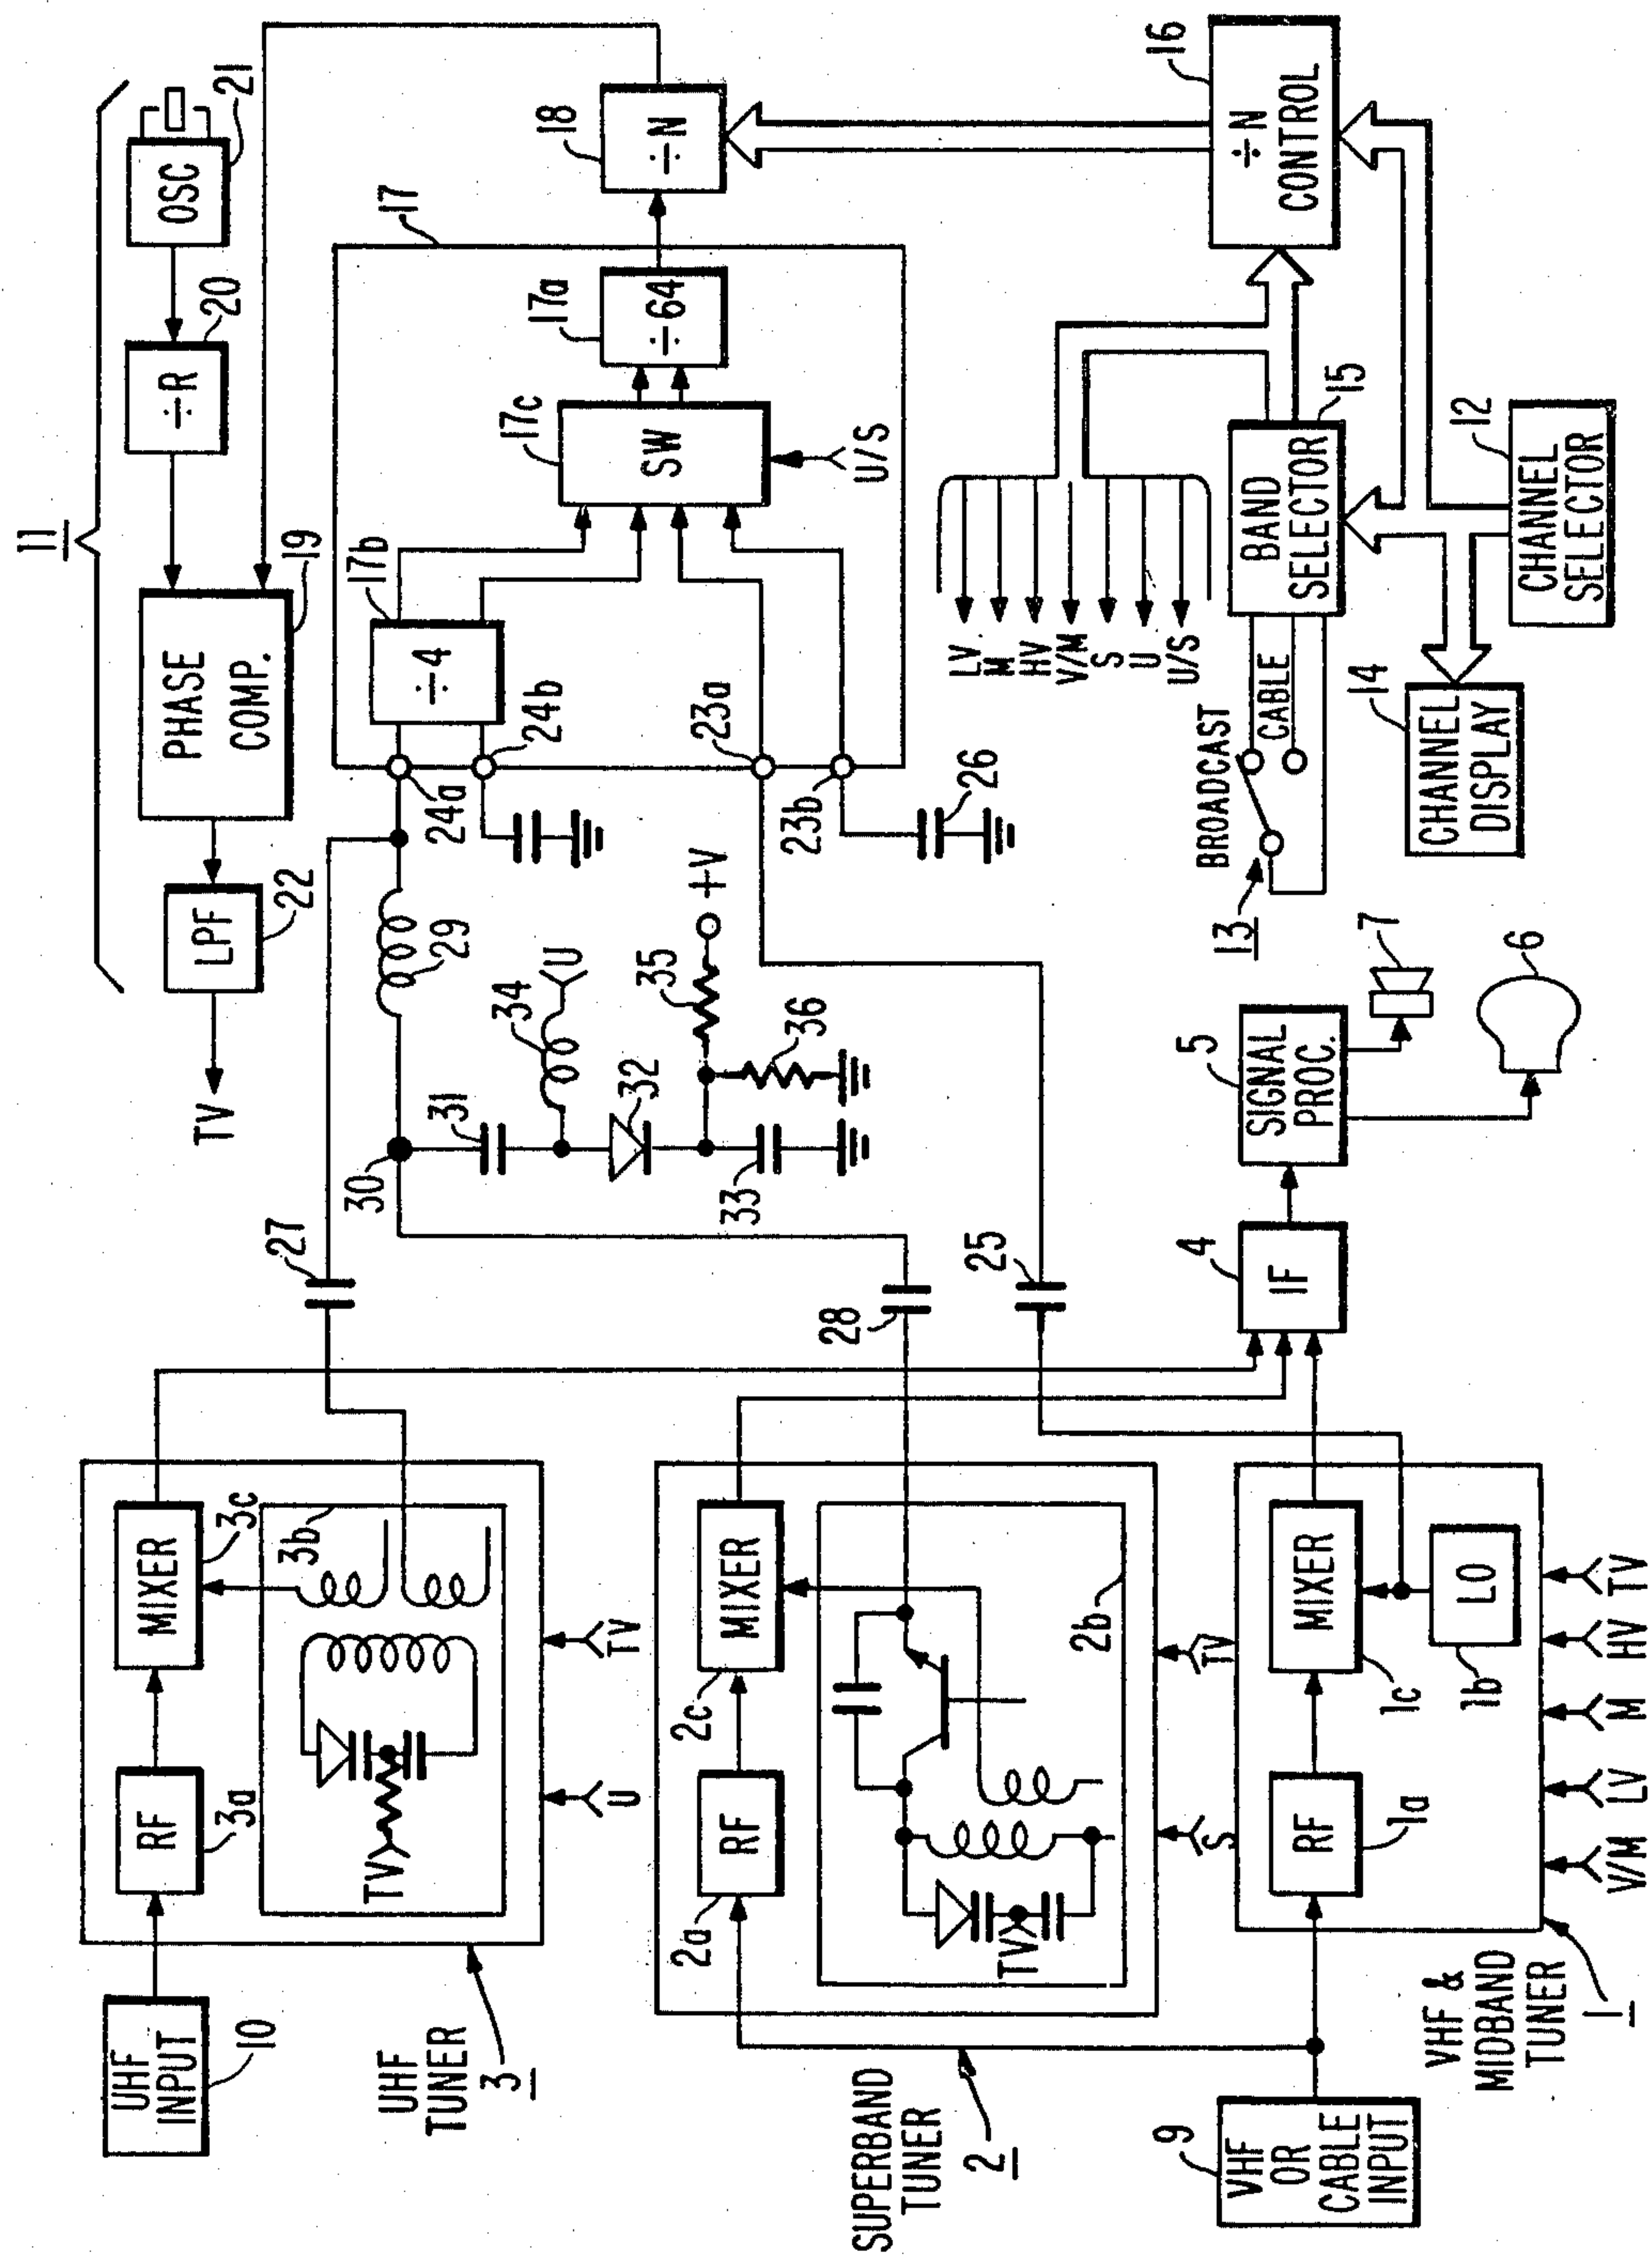 UHF
INPUT
10
RF
3a
MIXER
3c
3b
TV
UHF
TUNER
3
U
TV
SUPERBAND
TUNER
2
RF
2a
MIXER
2c
2b
TV
S
TV
9
VHF
OR
CABLE
INPUT
VHF &
MIDBAND
TUNER
1
RF
1a
MIXER
1c
LO
1b
V/M
LV
M
HV
TV
27
28
25
30
31
32
33
34
U
35
+V
36
29
4
IF
5
SIGNAL
PROC.
7
6
11
TV
LPF
22
PHASE
COMP.
19
÷R
20
OSC
21
24a
24b
23a
23b
26
17
÷4
17b
SW
17c
U/S
÷64
17a
÷N
18
LV
M
HV
V/M
S
U
U/S
BROADCAST
CABLE
13
BAND
SELECTOR
15
÷N
CONTROL
16
CHANNEL
DISPLAY
14
CHANNEL
SELECTOR
12